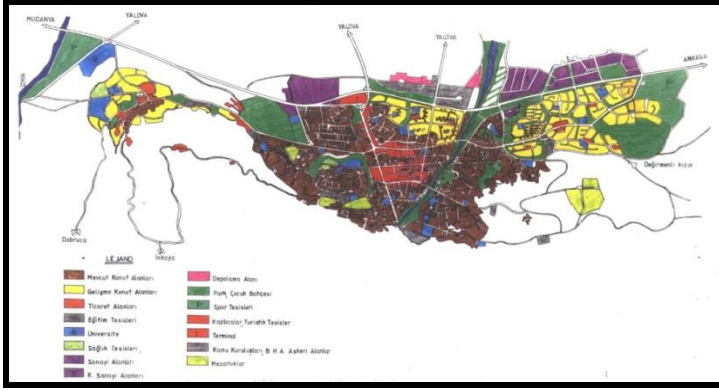 MUDANYA
YALOVA
YALOVA
YALOVA
İZMİR
ANKARA
Değirmenli kızık
Dobruca
İnkaya
LEJAND
Mevcut Konut Alanları
Gelişme Konut Alanları
Ticaret Alanları
Eğitim Tesisleri
Üniversite
Sağlık Tesisleri
Sanayi Alanları
K. Sanayi Alanları
Depolama Alanı
Park, Çocuk Bahçesi
Spor Tesisleri
Kaplıcalar, Turistik Tesisler
Terminal
Kamu Kuruluşları, B.H.A. Askeri Alanlar
Mezarlıklar